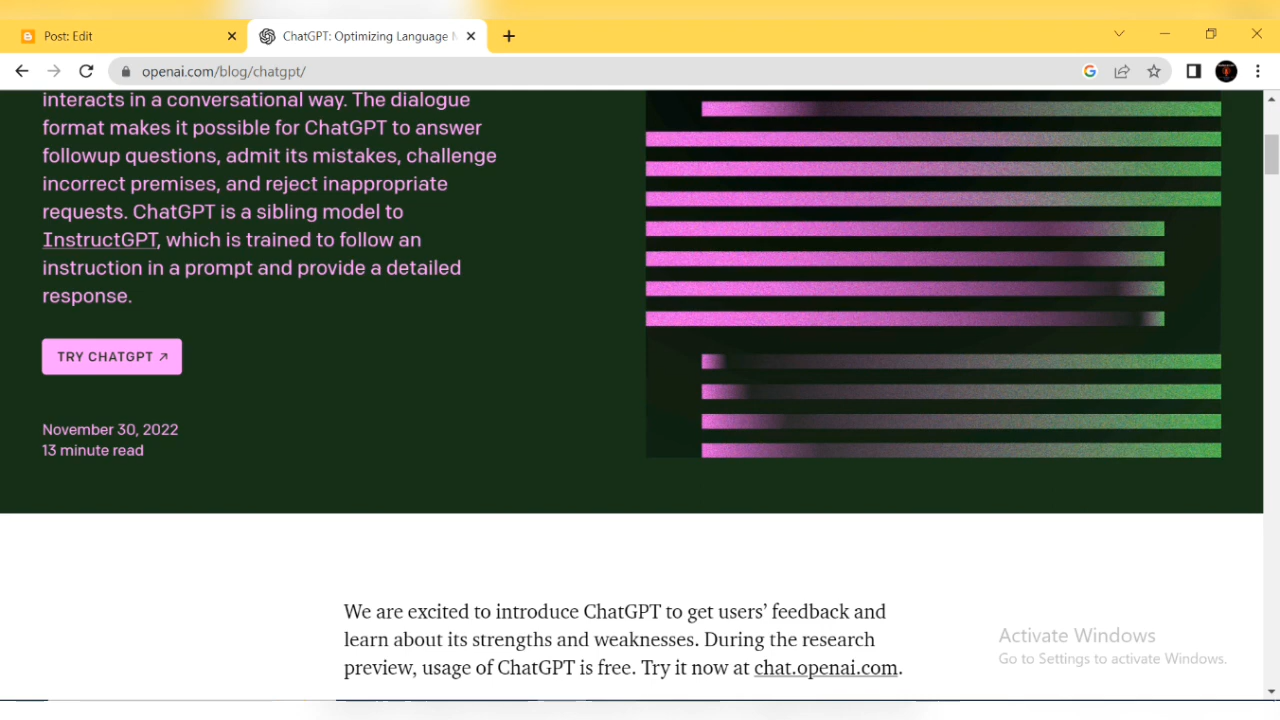 Post: Edit
ChatGPT: Optimizing Language
openai.com/blog/chatgpt/
interacts in a conversational way. The dialogue
format makes it possible for ChatGPT to answer
followup questions, admit its mistakes, challenge
incorrect premises, and reject inappropriate
requests. ChatGPT is a sibling model to
InstructGPT, which is trained to follow an
instruction in a prompt and provide a detailed
response.
TRY CHATGPT ↗
November 30, 2022
13 minute read
We are excited to introduce ChatGPT to get users’ feedback and
learn about its strengths and weaknesses. During the research
preview, usage of ChatGPT is free. Try it now at chat.openai.com.
Activate Windows
Go to Settings to activate Windows.